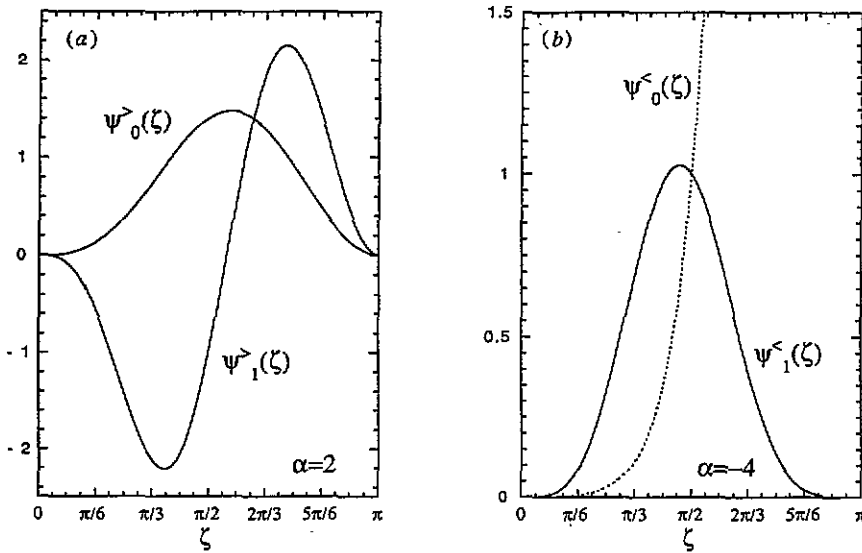 (a)
2
1
0
- 1
- 2
ψ>0(ζ)
ψ>1(ζ)
α=2
0 π/6 π/3 π/2 2π/3 5π/6 π
ζ
(b)
1.5
1
0.5
0
ψ<0(ζ)
ψ<1(ζ)
α=−4
0 π/6 π/3 π/2 2π/3 5π/6 π
ζ